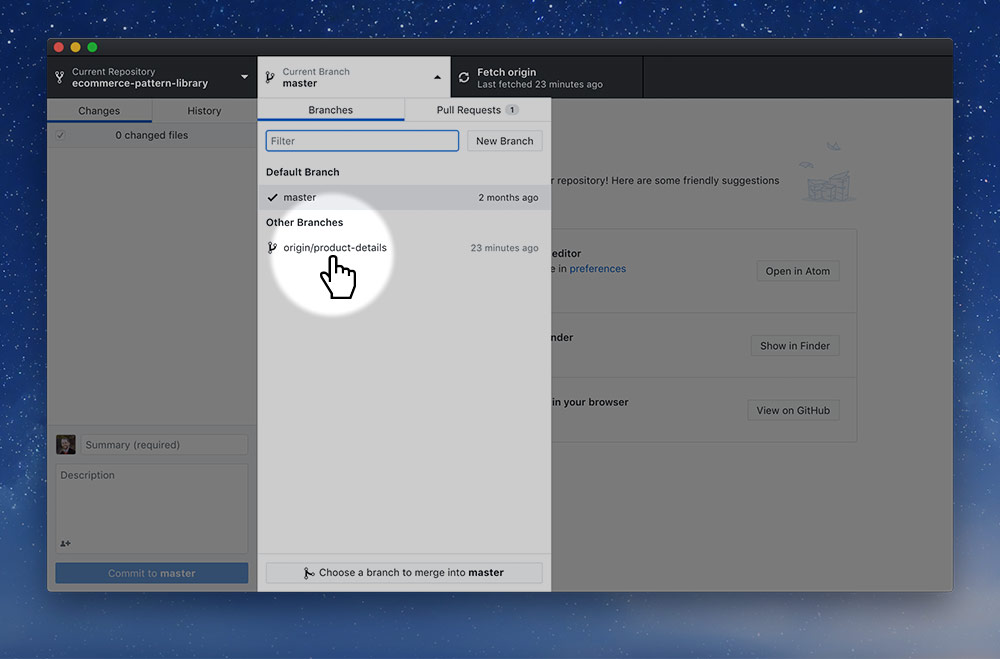 Current Repository
ecommerce-pattern-library
Current Branch
master
Fetch origin
Last fetched 23 minutes ago
Changes
History
0 changed files
Branches
Pull Requests 1
Filter
New Branch
Default Branch
master
2 months ago
Other Branches
origin/product-details
23 minutes ago
r repository! Here are some friendly suggestions
editor
e in preferences
Open in Atom
nder
Show in Finder
in your browser
View on GitHub
Summary (required)
Description
Commit to master
Choose a branch to merge into master